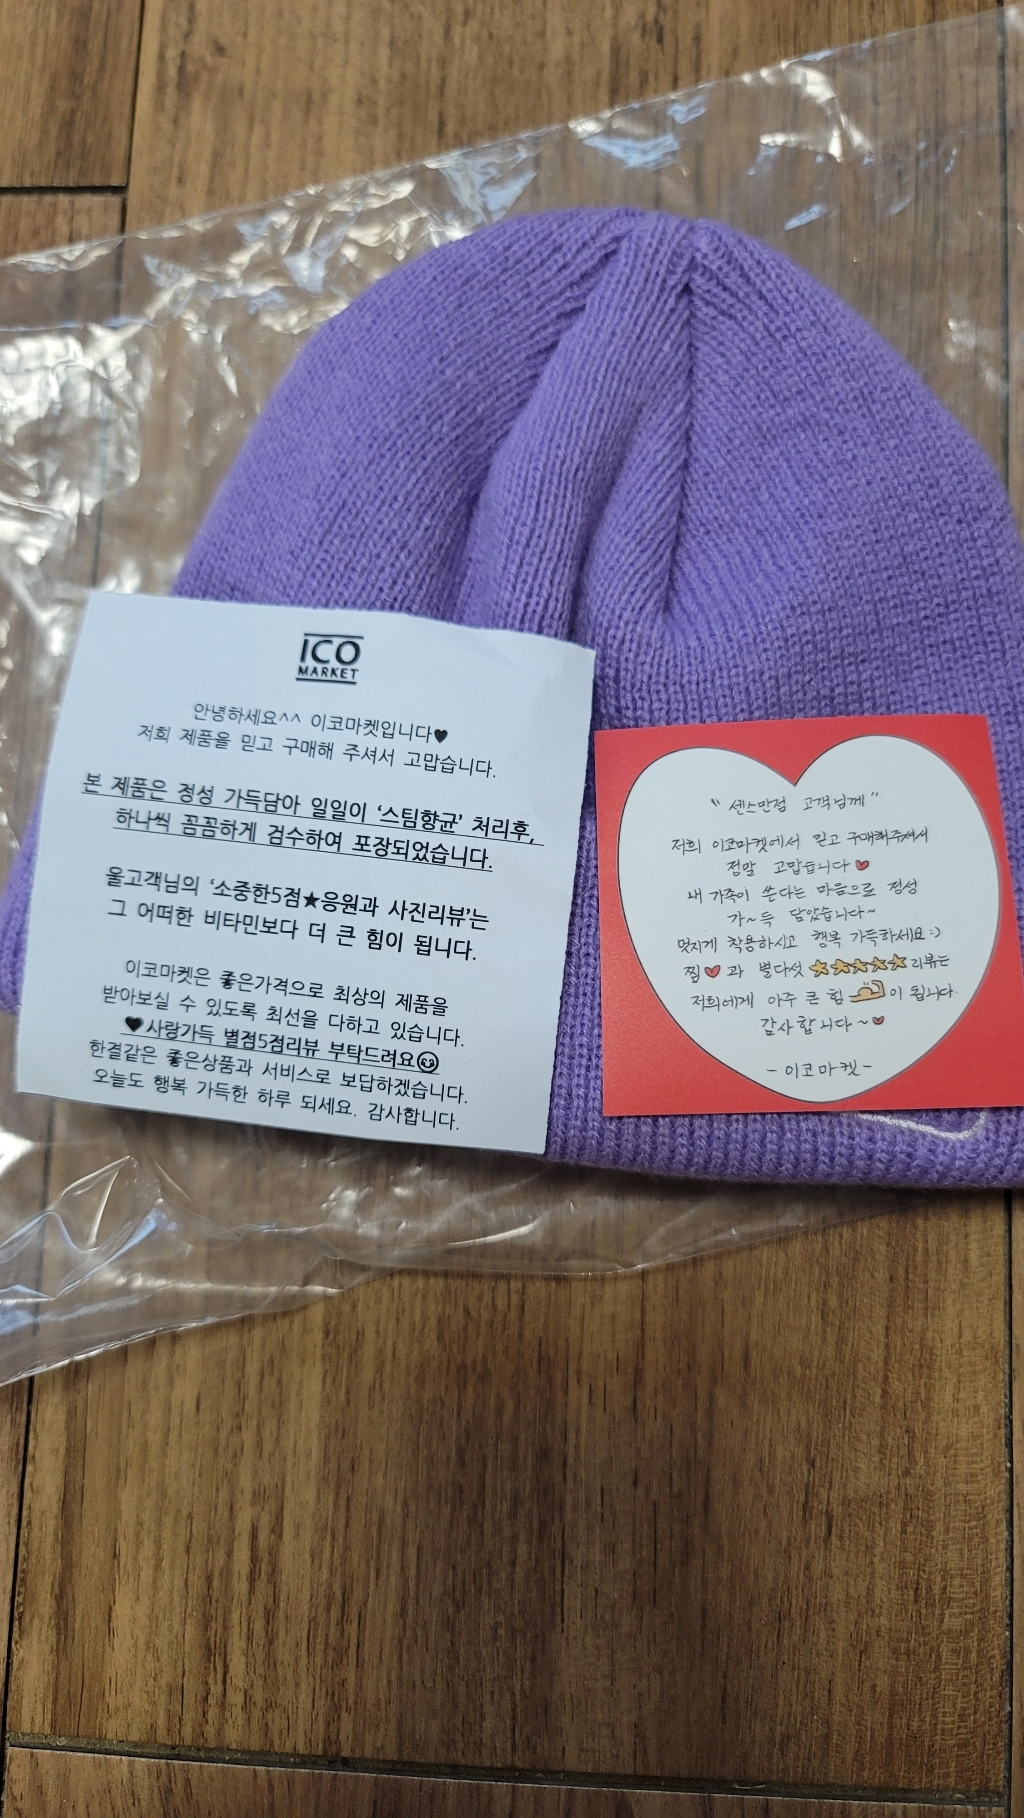 ICO
MARKET
안녕하세요^^ 이코마켓입니다♥
저희 제품을 믿고 구매해 주셔서 고맙습니다.
본 제품은 정성 가득담아 일일이 '스팀향균' 처리후,
하나씩 꼼꼼하게 검수하여 포장되었습니다.
울고객님의 '소중한5점★응원과 사진리뷰'는
그 어떠한 비타민보다 더 큰 힘이 됩니다.
이코마켓은 좋은가격으로 최상의 제품을
받아보실 수 있도록 최선을 다하고 있습니다.
♥사랑가득 별점5점리뷰 부탁드려요😊
한결같은 좋은상품과 서비스로 보답하겠습니다.
오늘도 행복 가득한 하루 되세요. 감사합니다.
"센스만점 고객님께"
저희 이코마켓에서 믿고 구매해주셔서
정말 고맙습니다♥
내 가족이 쓴다는 마음으로 정성
가~득 담았습니다~
멋지게 착용하시고 행복 가득하세요:)
찜♥과 별다섯 ★★★★★리뷰는
저희에게 아주 큰 힘💪이 됩니다.
감사합니다~♥
-이코마켓-